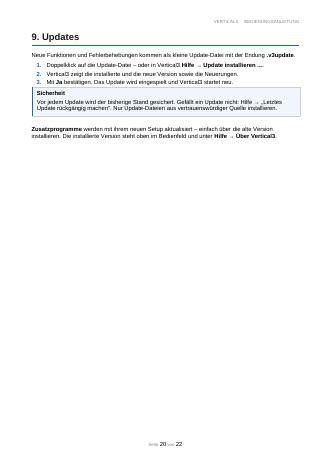 VERTICAL3 – BEDIENUNGSANLEITUNG
9. Updates
Neue Funktionen und Fehlerbehebungen kommen als kleine Update-Datei mit der Endung .v3update.
1. Doppelklick auf die Update-Datei – oder in Vertical3 Hilfe → Update installieren ....
2. Vertical3 zeigt die installierte und die neue Version sowie die Neuerungen.
3. Mit Ja bestätigen. Das Update wird eingespielt und Vertical3 startet neu.
Sicherheit
Vor jedem Update wird der bisherige Stand gesichert. Gefällt ein Update nicht: Hilfe → „Letztes
Update rückgängig machen“. Nur Update-Dateien aus vertrauenswürdiger Quelle installieren.
Zusatzprogramme werden mit ihrem neuen Setup aktualisiert – einfach über die alte Version
installieren. Die installierte Version steht oben im Bedienfeld und unter Hilfe → Über Vertical3.
Seite 20 von 22